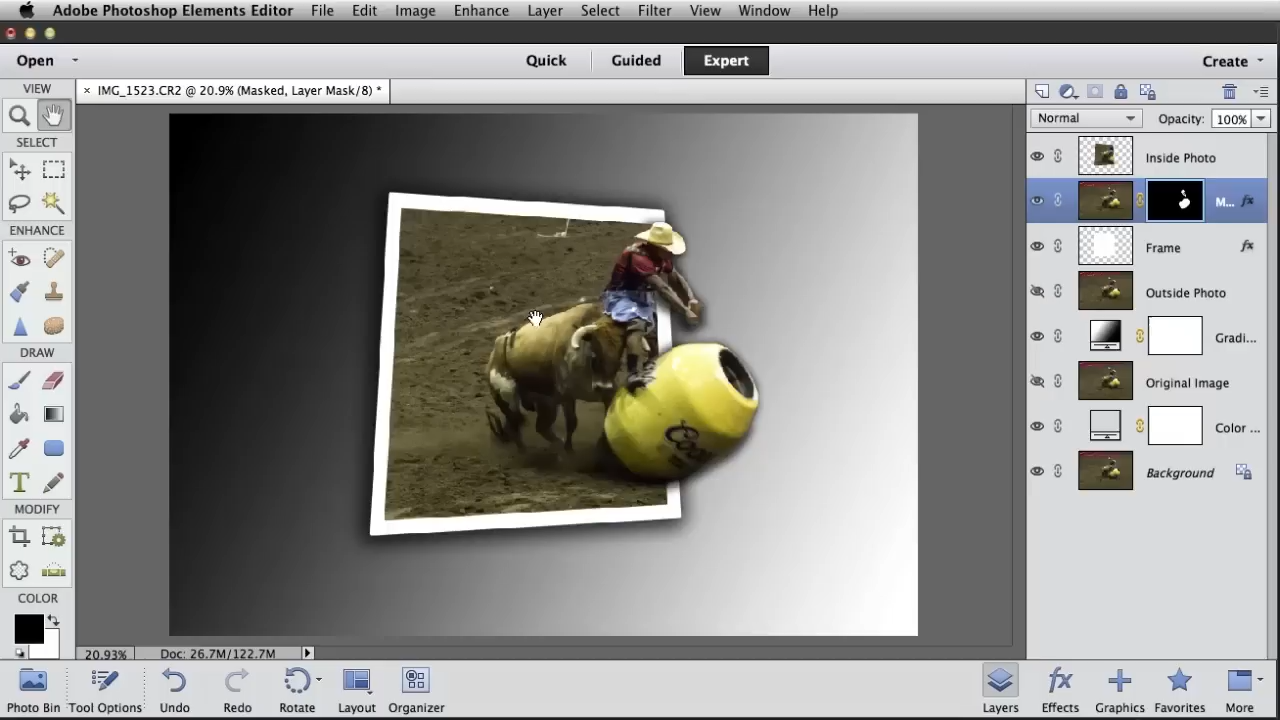 Adobe Photoshop Elements Editor File Edit Image Enhance Layer Select Filter View Window Help
Open Quick Guided Expert Create
VIEW × IMG_1523.CR2 @ 20.9% (Masked, Layer Mask/8) *
Normal Opacity: 100%
SELECT
Inside Photo
M... fx
ENHANCE
Frame fx
Outside Photo
Gradi...
DRAW
Original Image
Color ...
Background
T
MODIFY
COLOR
20.93% Doc: 26.7M/122.7M
fx
Photo Bin Tool Options Undo Redo Rotate Layout Organizer Layers Effects Graphics Favorites More